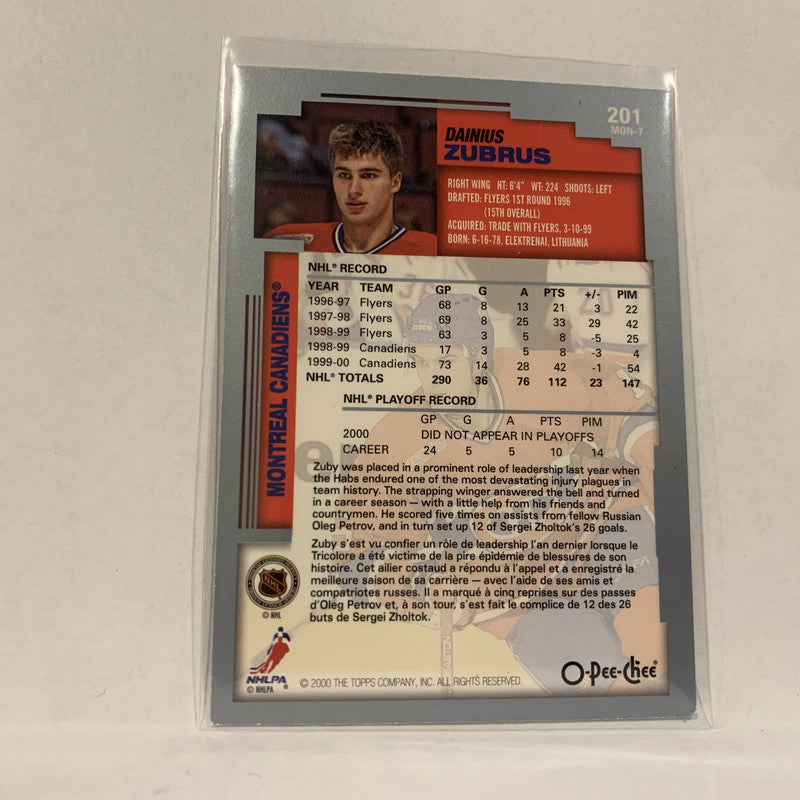 201
MON-7
DAINIUS
ZUBRUS
RIGHT WING HT: 6'4" WT: 224 SHOOTS: LEFT
DRAFTED: FLYERS 1ST ROUND 1996
(15TH OVERALL)
ACQUIRED: TRADE WITH FLYERS, 3-10-99
BORN: 6-16-78, ELEKTRENAI, LITHUANIA
MONTREAL CANADIENS®
NHL® RECORD
YEAR TEAM GP G A PTS +/- PIM
1996-97 Flyers 68 8 13 21 3 22
1997-98 Flyers 69 8 25 33 29 42
1998-99 Flyers 63 3 5 8 -5 25
1998-99 Canadiens 17 3 5 8 -3 4
1999-00 Canadiens 73 14 28 42 -1 54
NHL® TOTALS 290 36 76 112 23 147
NHL® PLAYOFF RECORD
GP G A PTS PIM
2000 DID NOT APPEAR IN PLAYOFFS
CAREER 24 5 5 10 14
Zuby was placed in a prominent role of leadership last year when
the Habs endured one of the most devastating injury plagues in
team history. The strapping winger answered the bell and turned
in a career season — with a little help from his friends and
countrymen. He scored five times on assists from fellow Russian
Oleg Petrov, and in turn set up 12 of Sergei Zholtok's 26 goals.
Zuby s'est vu confier un rôle de leadership l'an dernier lorsque le
Tricolore a été victime de la pire épidémie de blessures de son
histoire. Cet ailier costaud a répondu à l'appel et a enregistré la
meilleure saison de sa carrière — avec l'aide de ses amis et
compatriotes russes. Il a marqué à cinq reprises sur des passes
d'Oleg Petrov et, à son tour, s'est fait le complice de 12 des 26
buts de Sergei Zholtok.
NHL
© NHL
NHLPA
© NHLPA
© 2000 THE TOPPS COMPANY, INC. ALL RIGHTS RESERVED.
O-Pee-Chee®